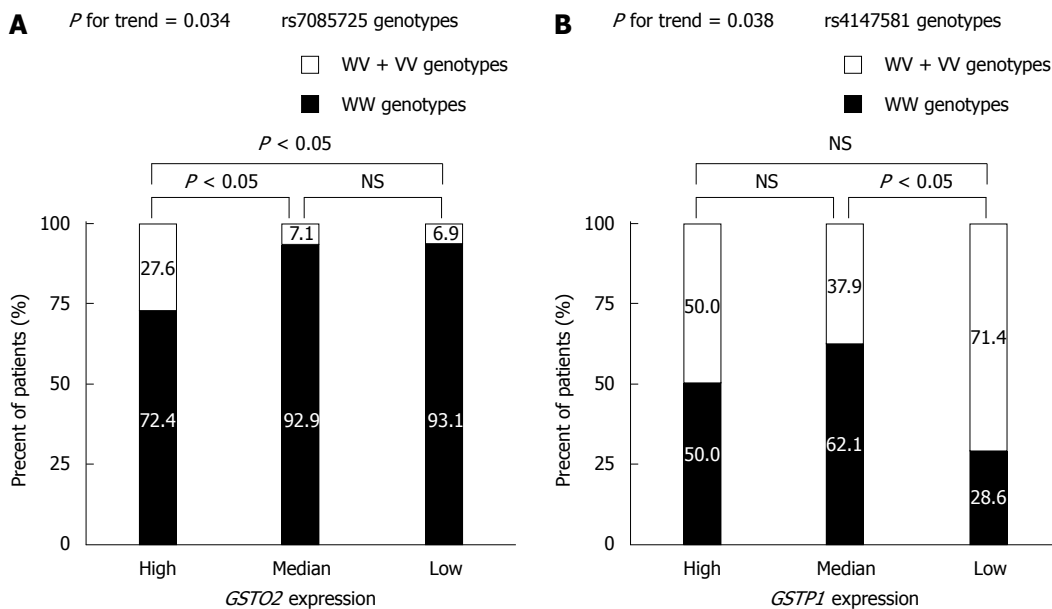 A
P for trend = 0.034
rs7085725 genotypes
WV + VV genotypes
WW genotypes
P < 0.05
P < 0.05
NS
100
75
50
25
0
Precent of patients (%)
27.6
72.4
7.1
92.9
6.9
93.1
High
Median
Low
GSTO2 expression
B
P for trend = 0.038
rs4147581 genotypes
WV + VV genotypes
WW genotypes
NS
NS
P < 0.05
100
75
50
25
0
Precent of patients (%)
50.0
50.0
37.9
62.1
71.4
28.6
High
Median
Low
GSTP1 expression